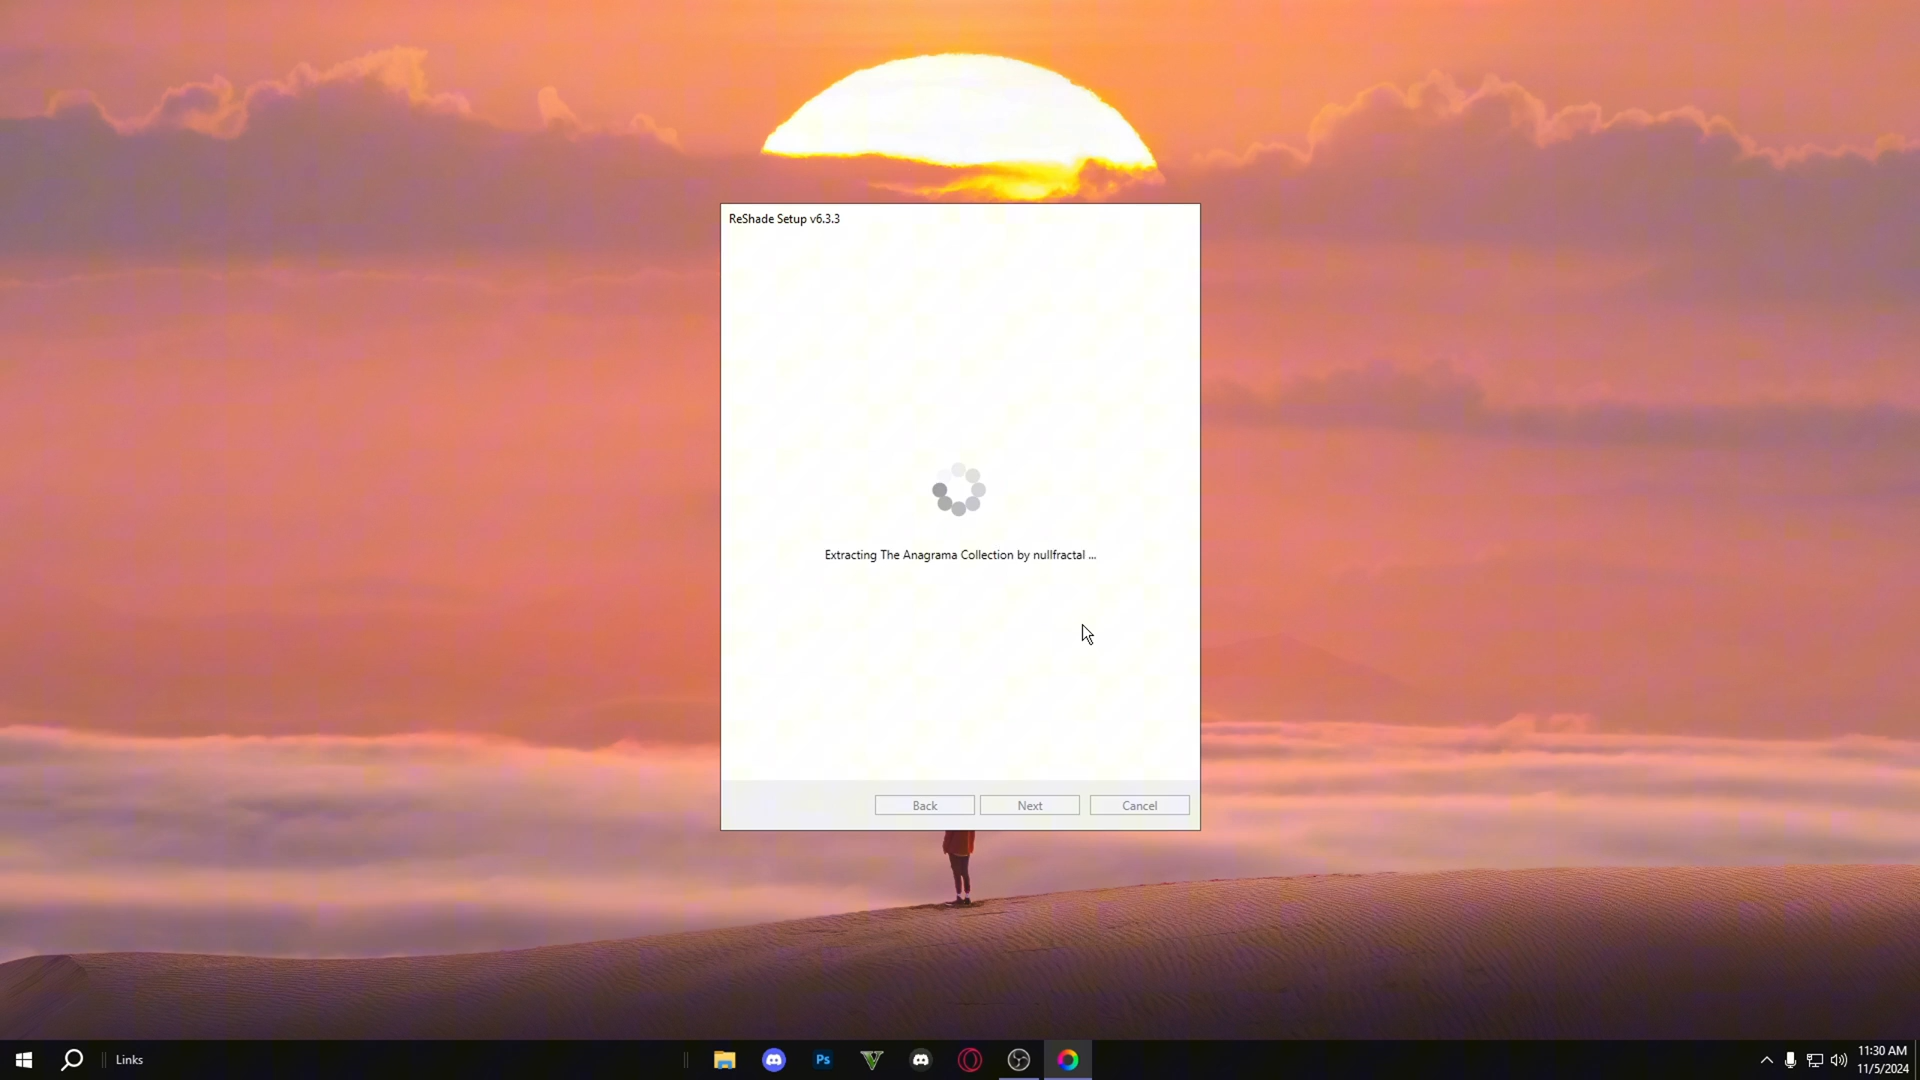 ReShade Setup v6.3.3
Extracting The Anagrama Collection by nullfractal ...
Back
Next
Cancel
Links
Ps
11:30 AM
11/5/2024